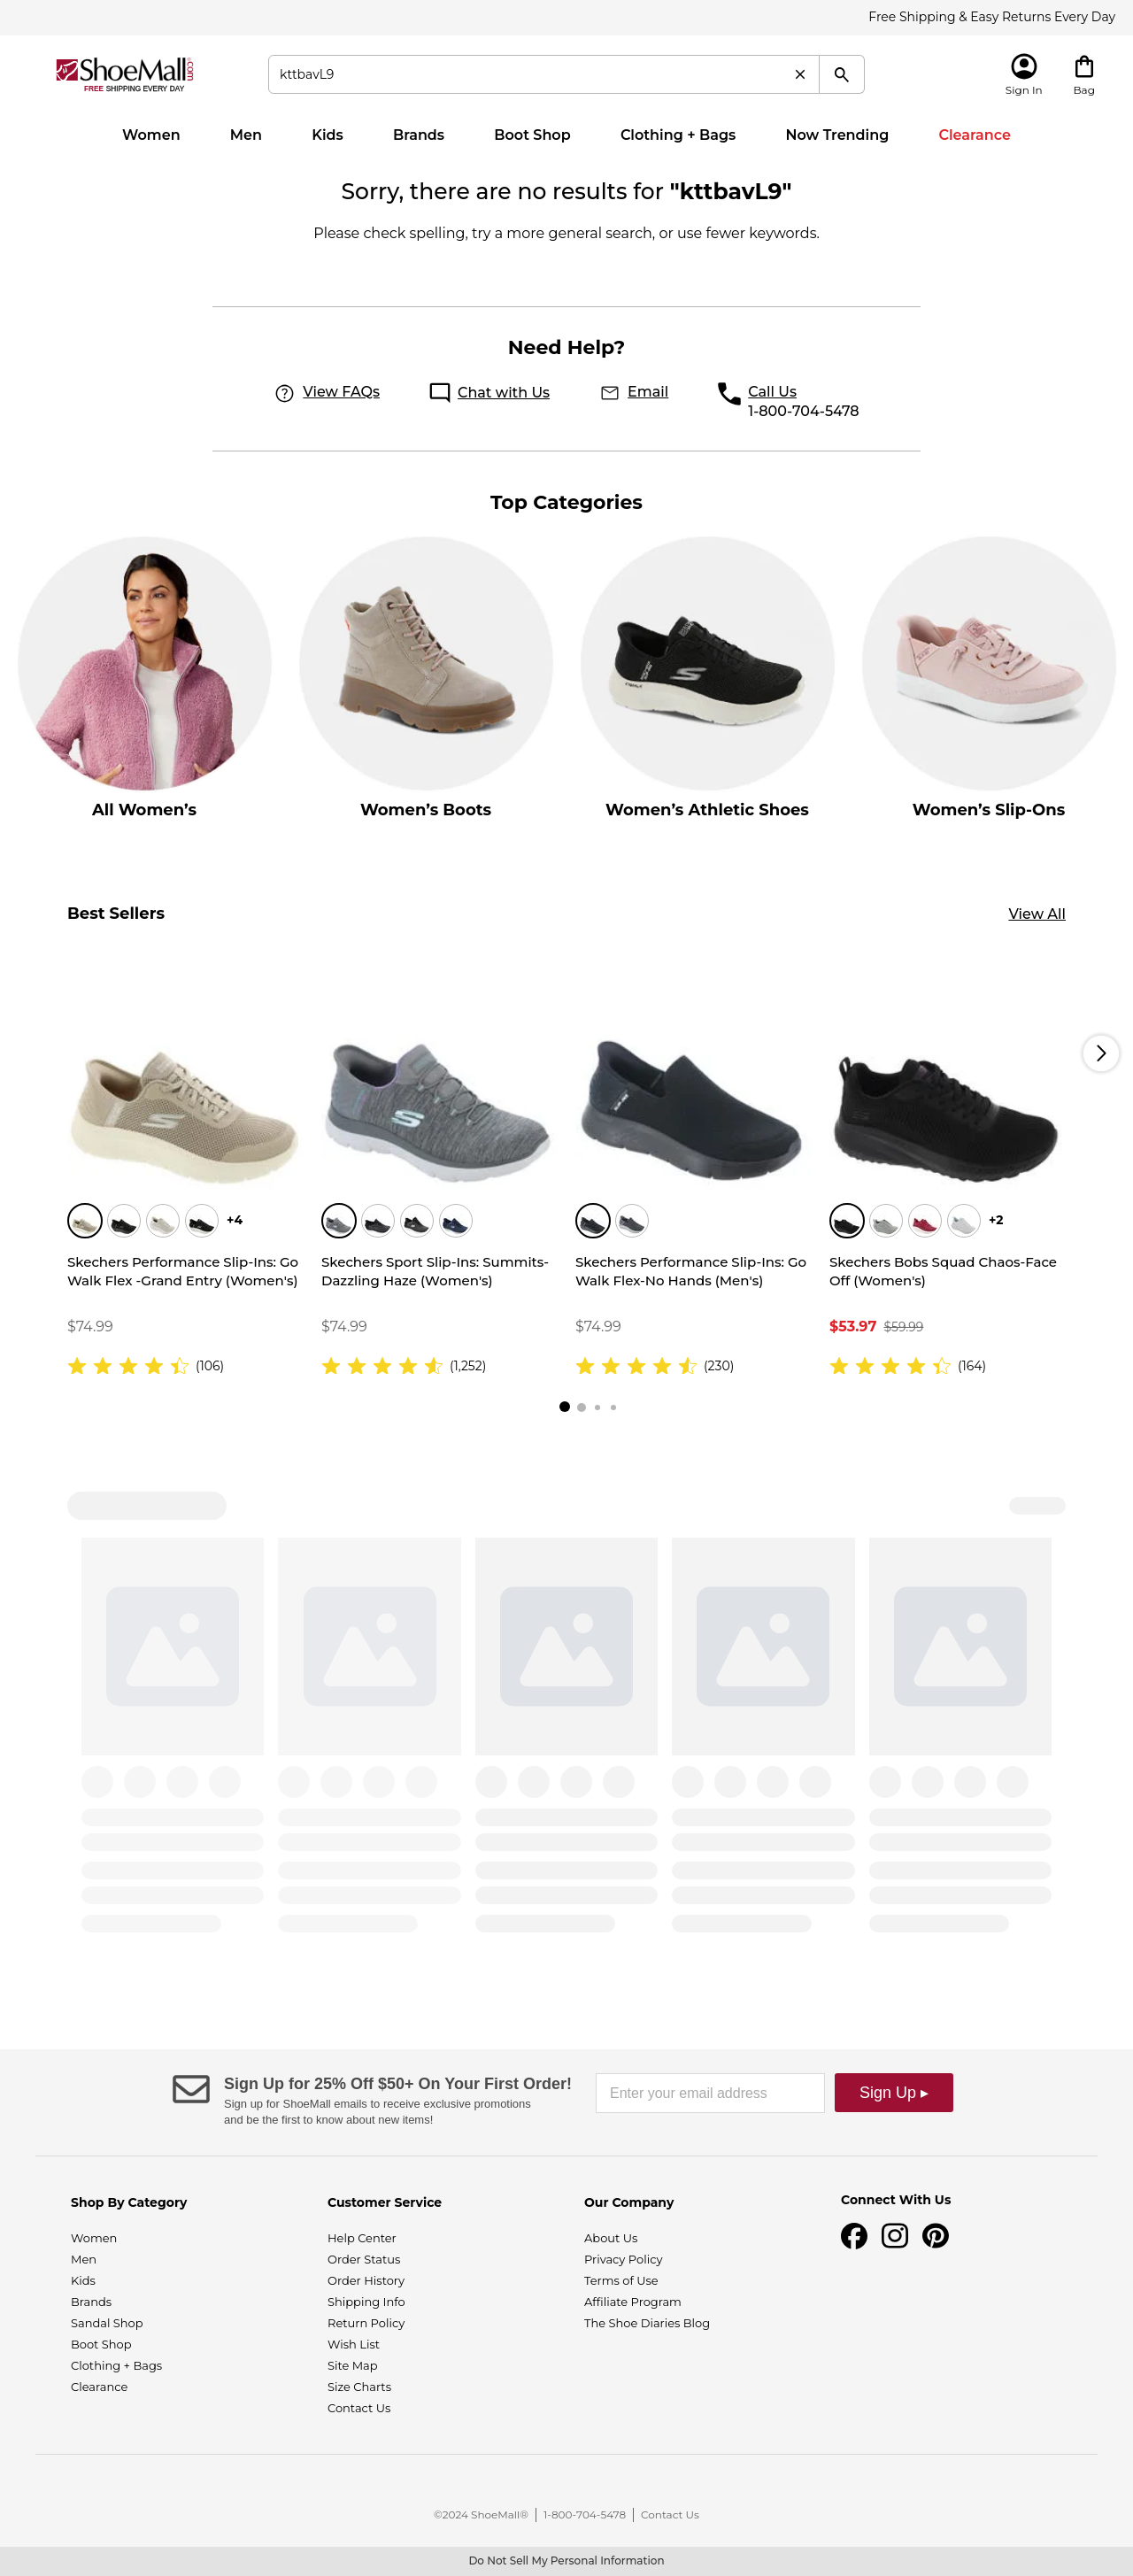 Free Shipping & Easy Returns Every Day
ShoeMall.com
FREE SHIPPING EVERY DAY
kttbavL9
Sign In
Bag
Women Men Kids Brands Boot Shop Clothing + Bags Now Trending Clearance
Sorry, there are no results for "kttbavL9"
Please check spelling, try a more general search, or use fewer keywords.
Need Help?
View FAQs Chat with Us Email Call Us
1-800-704-5478
Top Categories
All Women’s Women’s Boots Women’s Athletic Shoes Women’s Slip-Ons
Best Sellers View All
+4
+2
Skechers Performance Slip-Ins: Go
Walk Flex -Grand Entry (Women's)
$74.99
(106)
Skechers Sport Slip-Ins: Summits-
Dazzling Haze (Women's)
$74.99
(1,252)
Skechers Performance Slip-Ins: Go
Walk Flex-No Hands (Men's)
$74.99
(230)
Skechers Bobs Squad Chaos-Face
Off (Women's)
$53.97 $59.99
(164)
Sign Up for 25% Off $50+ On Your First Order!
Sign up for ShoeMall emails to receive exclusive promotions
and be the first to know about new items!
Enter your email address
Sign Up ▸
Shop By Category
Women
Men
Kids
Brands
Sandal Shop
Boot Shop
Clothing + Bags
Clearance
Customer Service
Help Center
Order Status
Order History
Shipping Info
Return Policy
Wish List
Site Map
Size Charts
Contact Us
Our Company
About Us
Privacy Policy
Terms of Use
Affiliate Program
The Shoe Diaries Blog
Connect With Us
©2024 ShoeMall® | 1-800-704-5478 | Contact Us
Do Not Sell My Personal Information